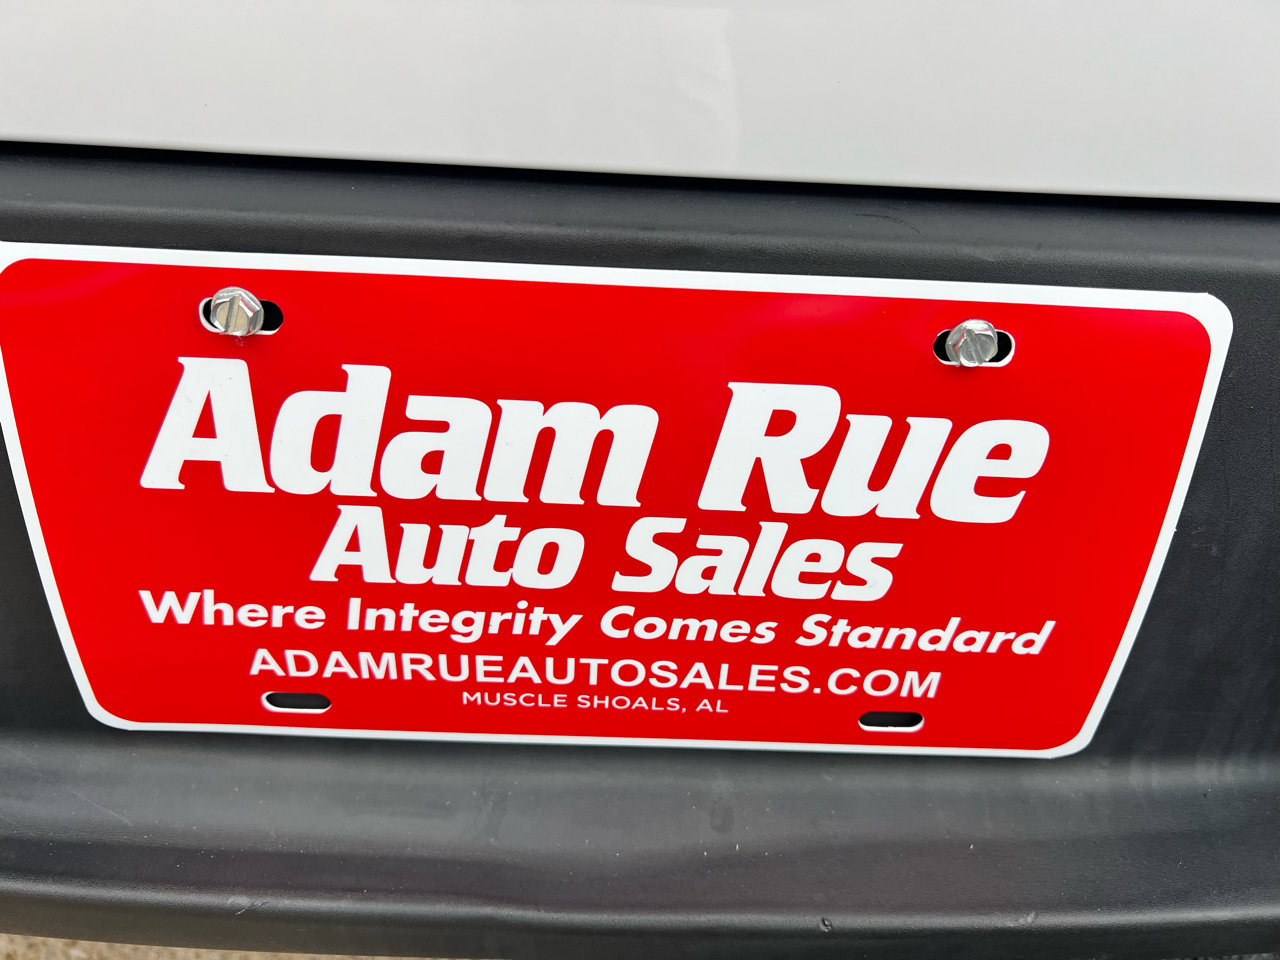 Adam Rue
Auto Sales
Where Integrity Comes Standard
ADAMRUEAUTOSALES.COM
MUSCLE SHOALS, AL